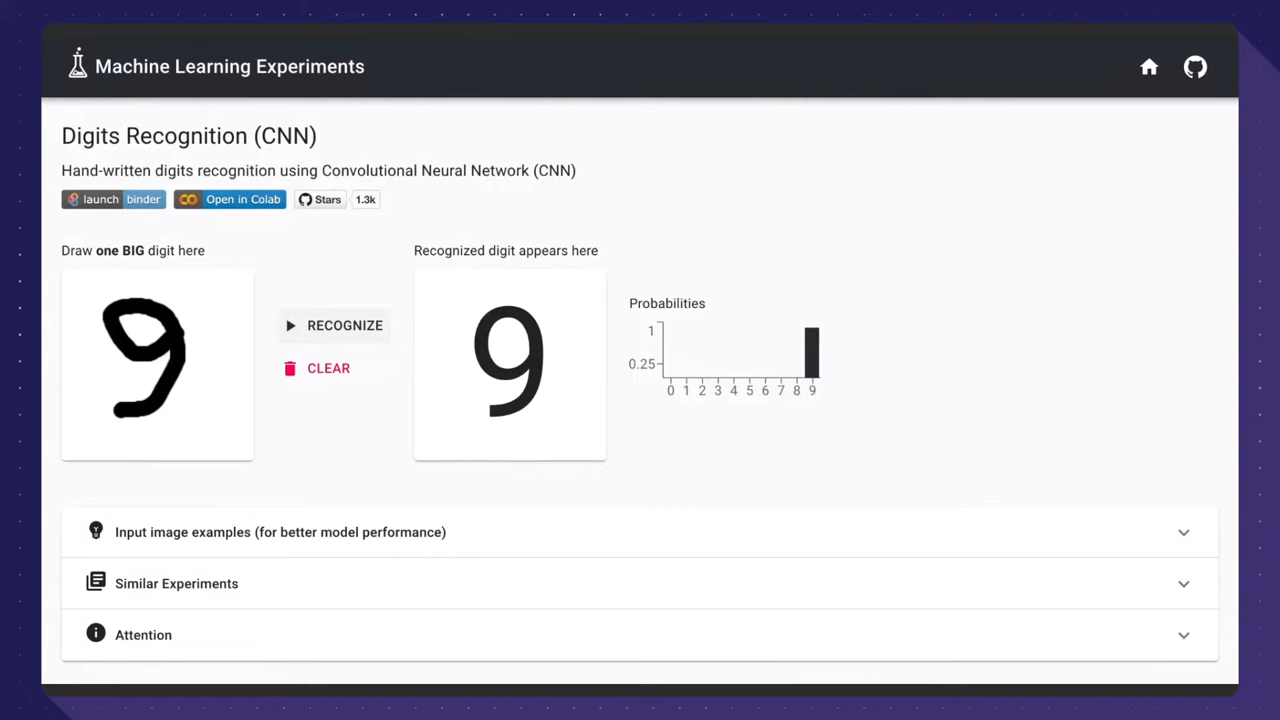 Machine Learning Experiments
Digits Recognition (CNN)
Hand-written digits recognition using Convolutional Neural Network (CNN)
launch binder Open in Colab Stars 1.3k
Draw one BIG digit here
9
RECOGNIZE
CLEAR
Recognized digit appears here
9
Probabilities
1
0.25
0 1 2 3 4 5 6 7 8 9
Input image examples (for better model performance)
Similar Experiments
Attention